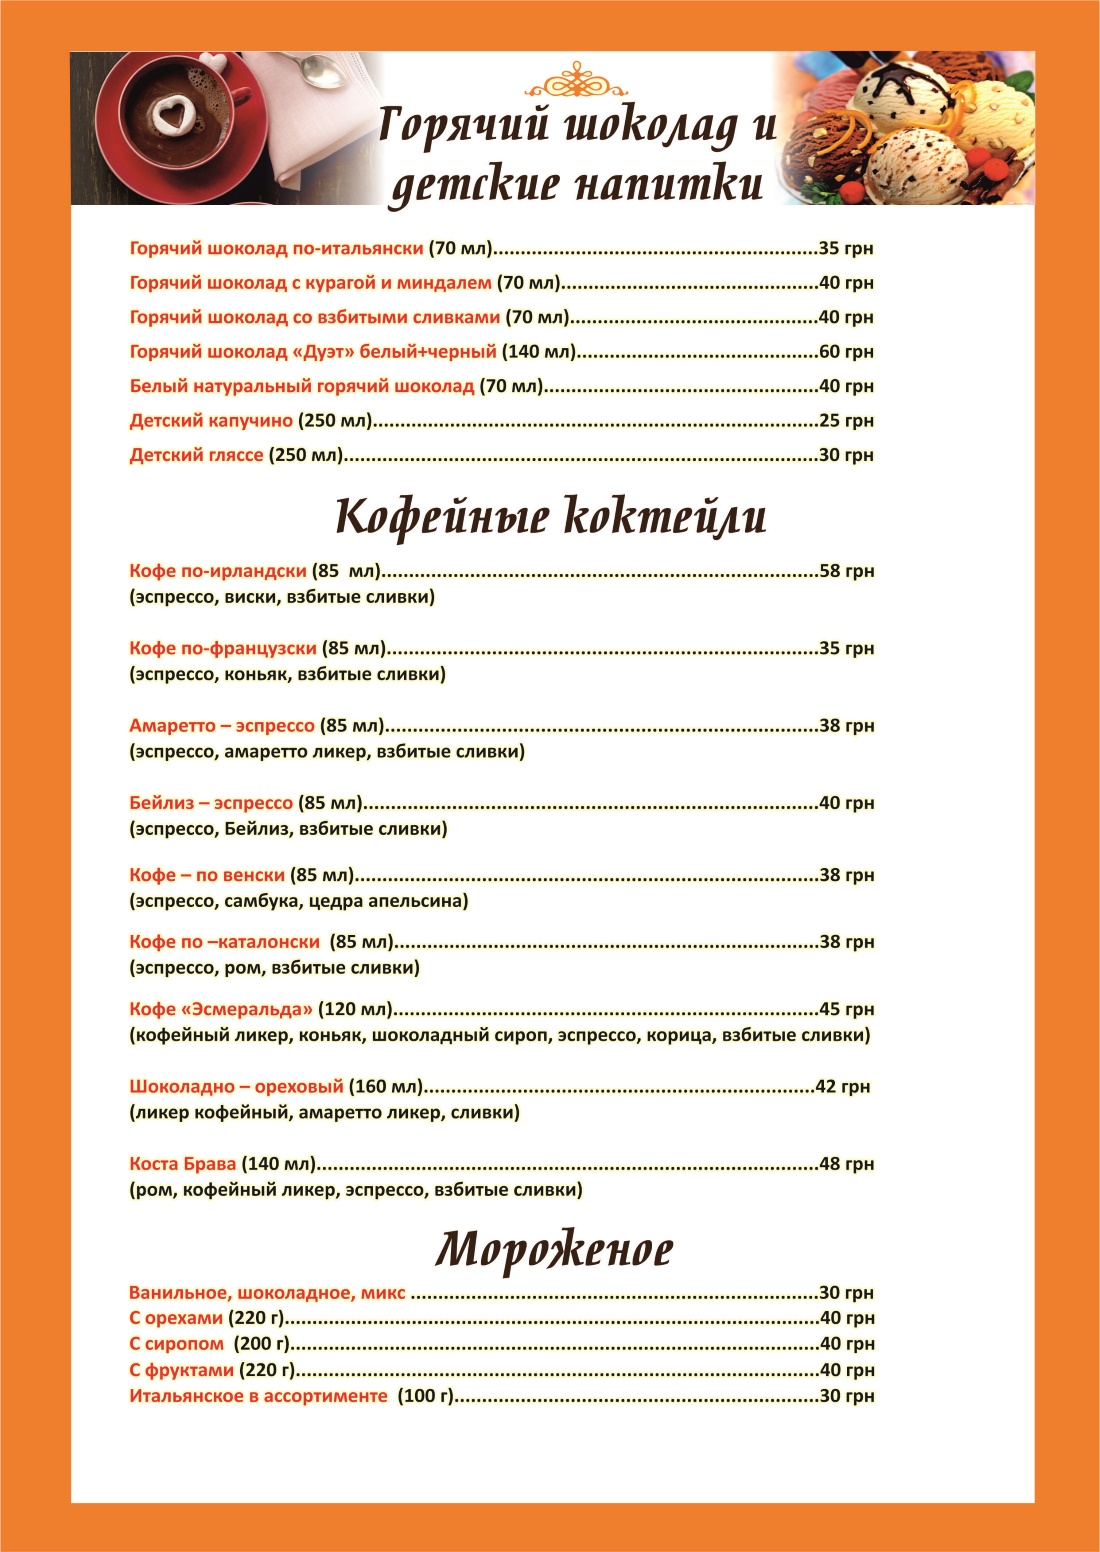 Горячий шоколад и
детские напитки
Горячий шоколад по-итальянски (70 мл)..........................................................35 грн
Горячий шоколад с курагой и миндалем (70 мл)..............................................40 грн
Горячий шоколад со взбитыми сливками (70 мл).............................................40 грн
Горячий шоколад «Дуэт» белый+черный (140 мл)...........................................60 грн
Белый натуральный горячий шоколад (70 мл).................................................40 грн
Детский капучино (250 мл)................................................................................25 грн
Детский гляссе (250 мл).....................................................................................30 грн
Кофейные коктейли
Кофе по-ирландски (85  мл)..............................................................................58 грн
(эспрессо, виски, взбитые сливки)
Кофе по-французски (85 мл).............................................................................35 грн
(эспрессо, коньяк, взбитые сливки)
Амаретто – эспрессо (85 мл).............................................................................38 грн
(эспрессо, амаретто ликер, взбитые сливки)
Бейлиз – эспрессо (85 мл).................................................................................40 грн
(эспрессо, Бейлиз, взбитые сливки)
Кофе – по венски (85 мл)...................................................................................38 грн
(эспрессо, самбука, цедра апельсина)
Кофе по –каталонски  (85 мл)............................................................................38 грн
(эспрессо, ром, взбитые сливки)
Кофе «Эсмеральда» (120 мл)............................................................................45 грн
(кофейный ликер, коньяк, шоколадный сироп, эспрессо, корица, взбитые сливки)
Шоколадно – ореховый (160 мл)......................................................................42 грн
(ликер кофейный, амаретто ликер, сливки)
Коста Брава (140 мл)..........................................................................................48 грн
(ром, кофейный ликер, эспрессо, взбитые сливки)
Мороженое
Ванильное, шоколадное, микс .........................................................................30 грн
С орехами (220 г)................................................................................................40 грн
С сиропом  (200 г)...............................................................................................40 грн
С фруктами (220 г)..............................................................................................40 грн
Итальянское в ассортименте  (100 г).................................................................30 грн